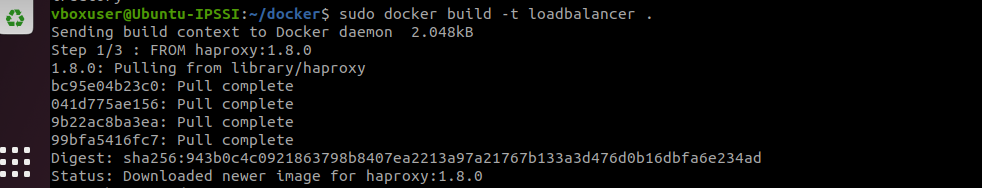 vboxuser@Ubuntu-IPSSI:~/docker$ sudo docker build -t loadbalancer .
Sending build context to Docker daemon  2.048kB
Step 1/3 : FROM haproxy:1.8.0
1.8.0: Pulling from library/haproxy
bc95e04b23c0: Pull complete
041d775ae156: Pull complete
9b22ac8ba3ea: Pull complete
99bfa5416fc7: Pull complete
Digest: sha256:943b0c4c0921863798b8407ea2213a97a21767b133a3d476d0b16dbfa6e234ad
Status: Downloaded newer image for haproxy:1.8.0